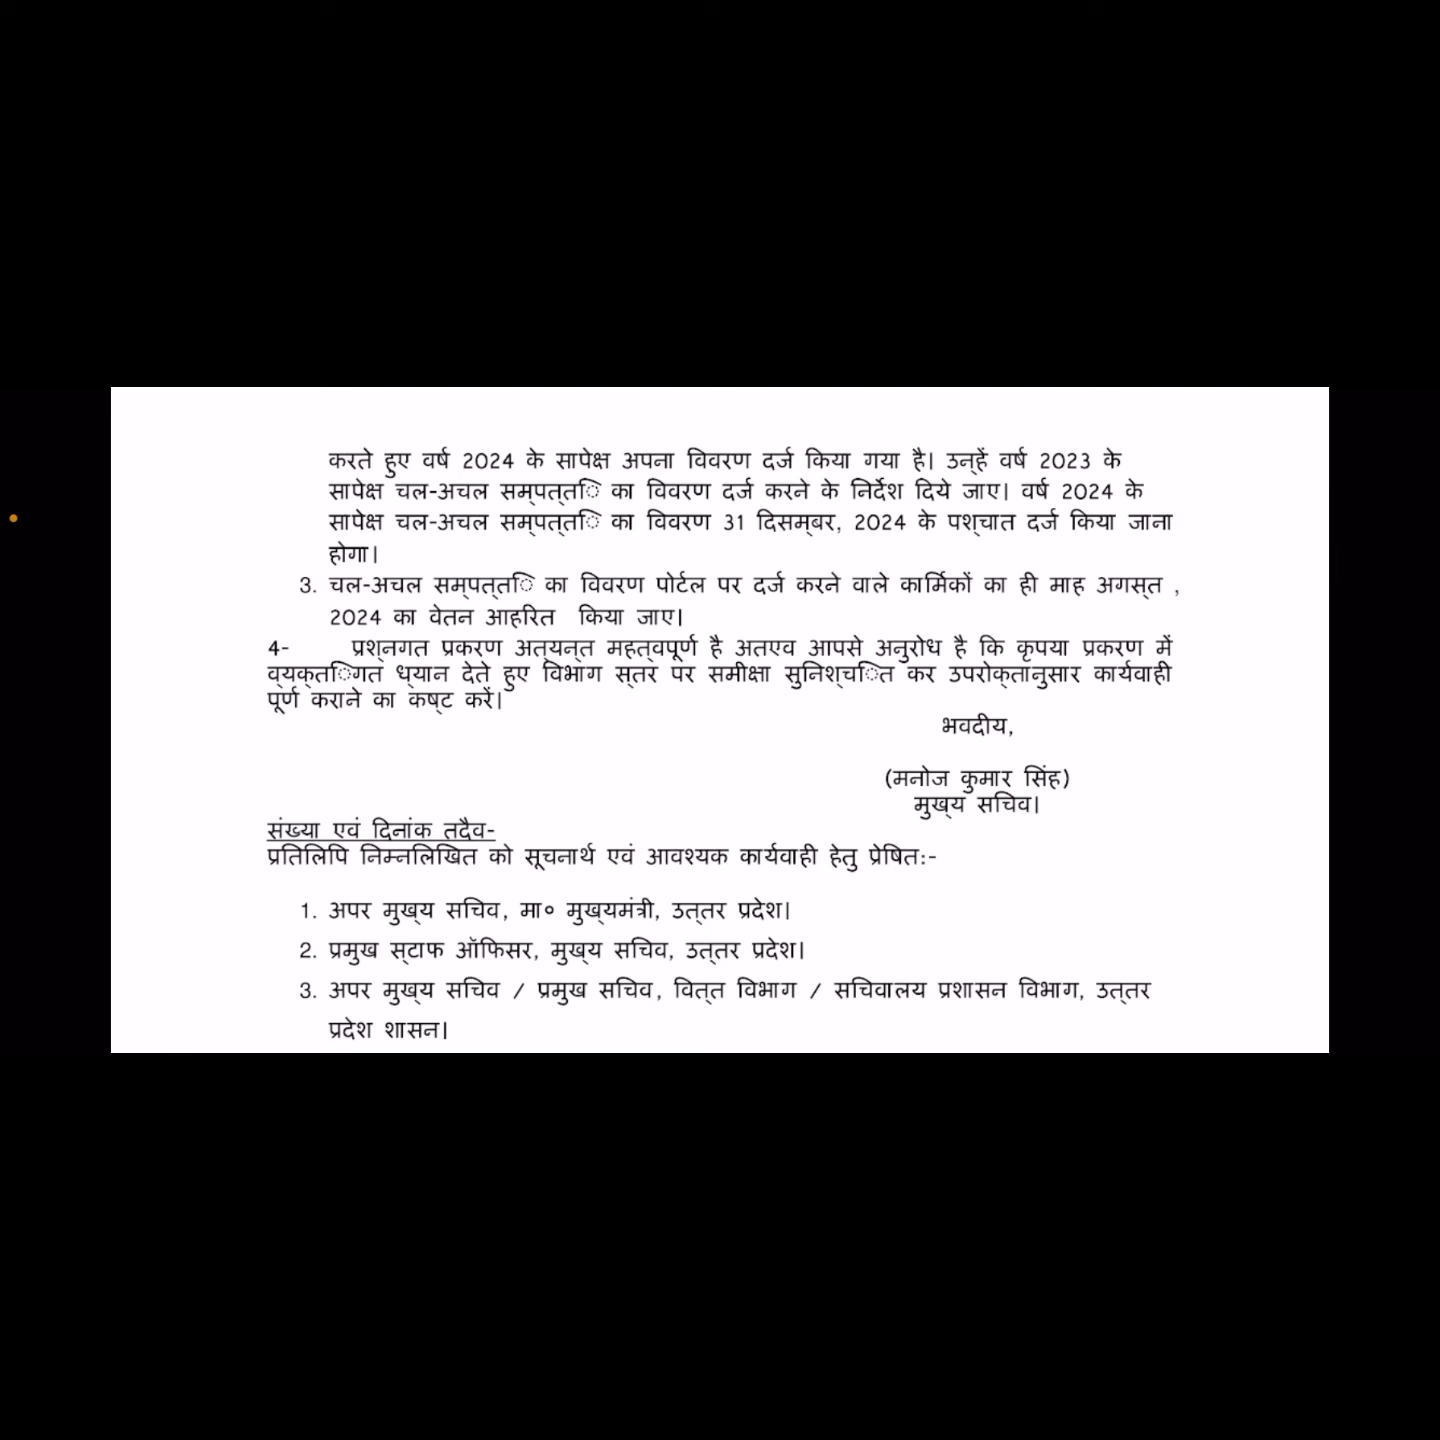 करते हुए वर्ष 2024 के सापेक्ष अपना विवरण दर्ज किया गया है। उन्हें वर्ष 2023 के
सापेक्ष चल-अचल सम्पत्ति का विवरण दर्ज करने के निर्देश दिये जाए। वर्ष 2024 के
सापेक्ष चल-अचल सम्पत्ति का विवरण 31 दिसम्बर, 2024 के पश्चात दर्ज किया जाना
होगा।
3. चल-अचल सम्पत्ति का विवरण पोर्टल पर दर्ज करने वाले कार्मिकों का ही माह अगस्त ,
2024 का वेतन आहरित किया जाए।
4- प्रश्नगत प्रकरण अत्यन्त महत्वपूर्ण है अतएव आपसे अनुरोध है कि कृपया प्रकरण में
व्यक्तिगत ध्यान देते हुए विभाग स्तर पर समीक्षा सुनिश्चित कर उपरोक्तानुसार कार्यवाही
पूर्ण कराने का कष्ट करें।
भवदीय,
(मनोज कुमार सिंह)
मुख्य सचिव।
संख्या एवं दिनांक तदैव-
प्रतिलिपि निम्नलिखित को सूचनार्थ एवं आवश्यक कार्यवाही हेतु प्रेषित:-
1. अपर मुख्य सचिव, मा० मुख्यमंत्री, उत्तर प्रदेश।
2. प्रमुख स्टाफ ऑफिसर, मुख्य सचिव, उत्तर प्रदेश।
3. अपर मुख्य सचिव / प्रमुख सचिव, वित्त विभाग / सचिवालय प्रशासन विभाग, उत्तर
प्रदेश शासन।